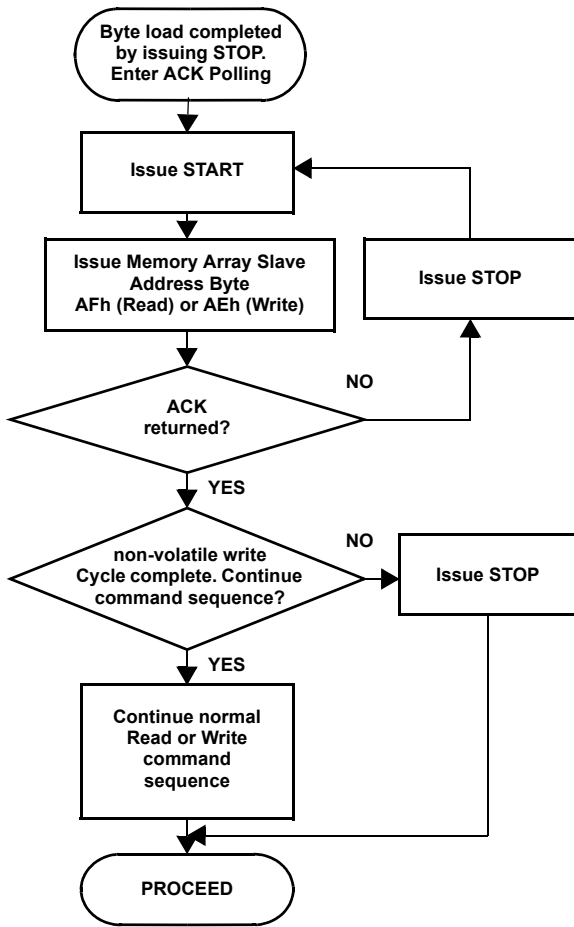 Byte load completed
by issuing STOP.
Enter ACK Polling
Issue START
Issue Memory Array Slave
Address Byte
AFh (Read) or AEh (Write)
Issue STOP
NO
ACK
returned?
YES
NO
non-volatile write
Cycle complete. Continue
command sequence?
Issue STOP
YES
Continue normal
Read or Write
command
sequence
PROCEED